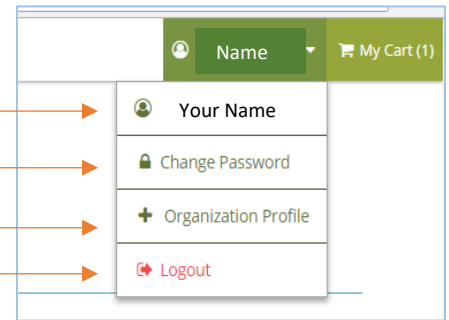 Name My Cart (1)
Your Name
Change Password
Organization Profile
Logout